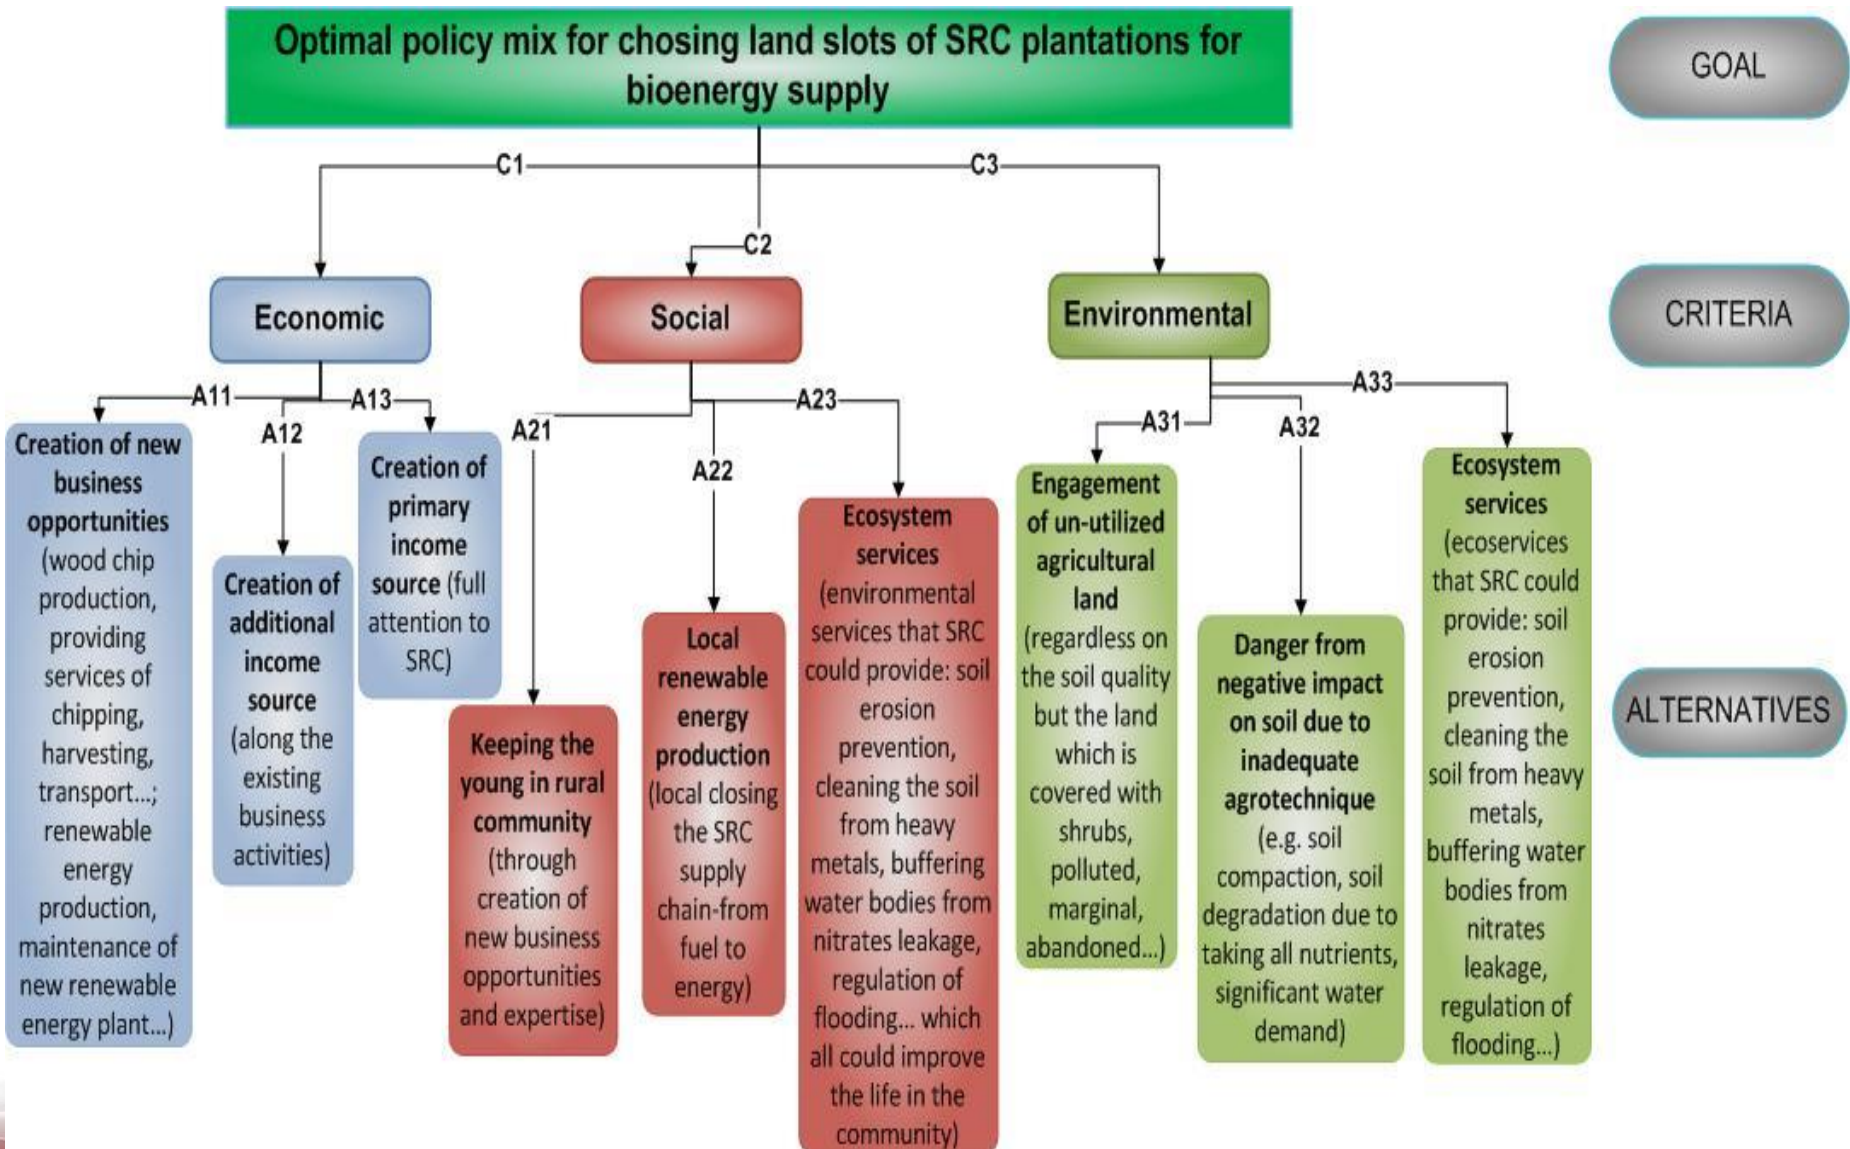 Optimal policy mix for chosing land slots of SRC plantations for
bioenergy supply
GOAL
C1
C3
C2
Economic
Social
Environmental
CRITERIA
A11
A12
A13
A21
A22
A23
A31
A32
A33
Creation of new
business
opportunities
(wood chip
production,
providing
services of
chipping,
harvesting,
transport...;
renewable
energy
production,
maintenance of
new renewable
energy plant...)
Creation of
additional
income
source
(along the
existing
business
activities)
Creation of
primary
income
source (full
attention to
SRC)
Keeping the
young in rural
community
(through
creation of
new business
opportunities
and expertise)
Local
renewable
energy
production
(local closing
the SRC
supply
chain-from
fuel to
energy)
Ecosystem
services
(environmental
services that SRC
could provide: soil
erosion
prevention,
cleaning the soil
from heavy
metals, buffering
water bodies from
nitrates leakage,
regulation of
flooding... which
all could improve
the life in the
community)
Engagement
of un-utilized
agricultural
land
(regardless on
the soil quality
but the land
which is
covered with
shrubs,
polluted,
marginal,
abandoned...)
Danger from
negative impact
on soil due to
inadequate
agrotechnique
(e.g. soil
compaction, soil
degradation due to
taking all nutrients,
significant water
demand)
Ecosystem
services
(ecoservices
that SRC could
provide: soil
erosion
prevention,
cleaning the
soil from heavy
metals,
buffering water
bodies from
nitrates
leakage,
regulation of
flooding...)
ALTERNATIVES